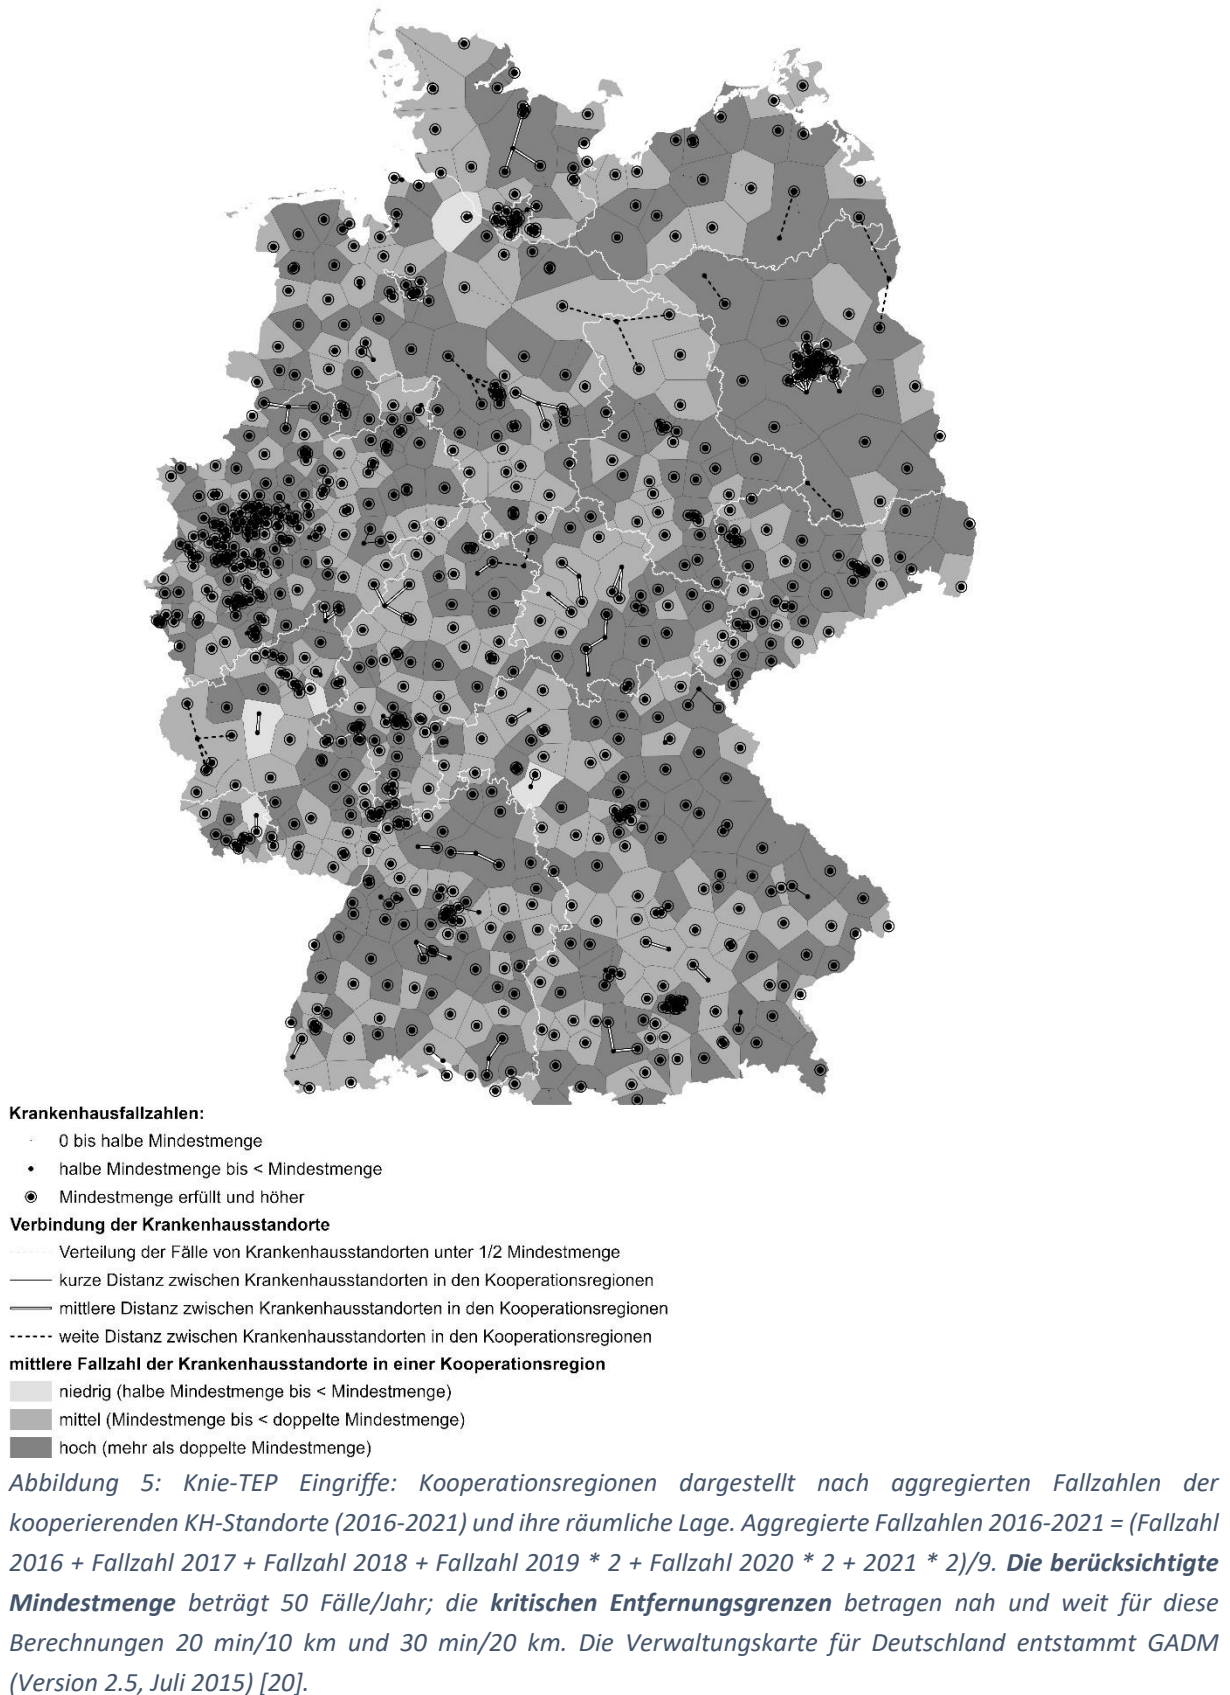 Krankenhausfallzahlen:
0 bis halbe Mindestmenge
halbe Mindestmenge bis < Mindestmenge
Mindestmenge erfüllt und höher
Verbindung der Krankenhausstandorte
Verteilung der Fälle von Krankenhausstandorten unter 1/2 Mindestmenge
kurze Distanz zwischen Krankenhausstandorten in den Kooperationsregionen
mittlere Distanz zwischen Krankenhausstandorten in den Kooperationsregionen
weite Distanz zwischen Krankenhausstandorten in den Kooperationsregionen
mittlere Fallzahl der Krankenhausstandorte in einer Kooperationsregion
niedrig (halbe Mindestmenge bis < Mindestmenge)
mittel (Mindestmenge bis < doppelte Mindestmenge)
hoch (mehr als doppelte Mindestmenge)
Abbildung 5: Knie-TEP Eingriffe: Kooperationsregionen dargestellt nach aggregierten Fallzahlen der
kooperierenden KH-Standorte (2016-2021) und ihre räumliche Lage. Aggregierte Fallzahlen 2016-2021 = (Fallzahl
2016 + Fallzahl 2017 + Fallzahl 2018 + Fallzahl 2019 * 2 + Fallzahl 2020 * 2 + 2021 * 2)/9. Die berücksichtigte
Mindestmenge beträgt 50 Fälle/Jahr; die kritischen Entfernungsgrenzen betragen nah und weit für diese
Berechnungen 20 min/10 km und 30 min/20 km. Die Verwaltungskarte für Deutschland entstammt GADM
(Version 2.5, Juli 2015) [20].